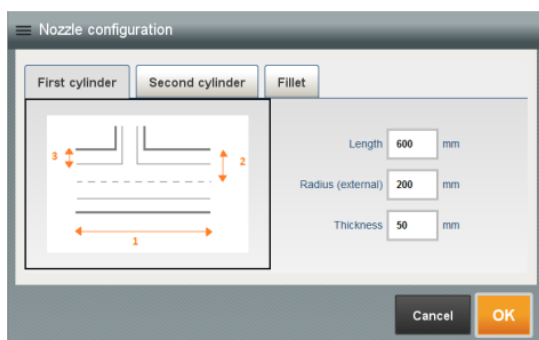 Nozzle configuration
First cylinder Second cylinder Fillet
3
2
1
Length 600 mm
Radius (external) 200 mm
Thickness 50 mm
Cancel OK